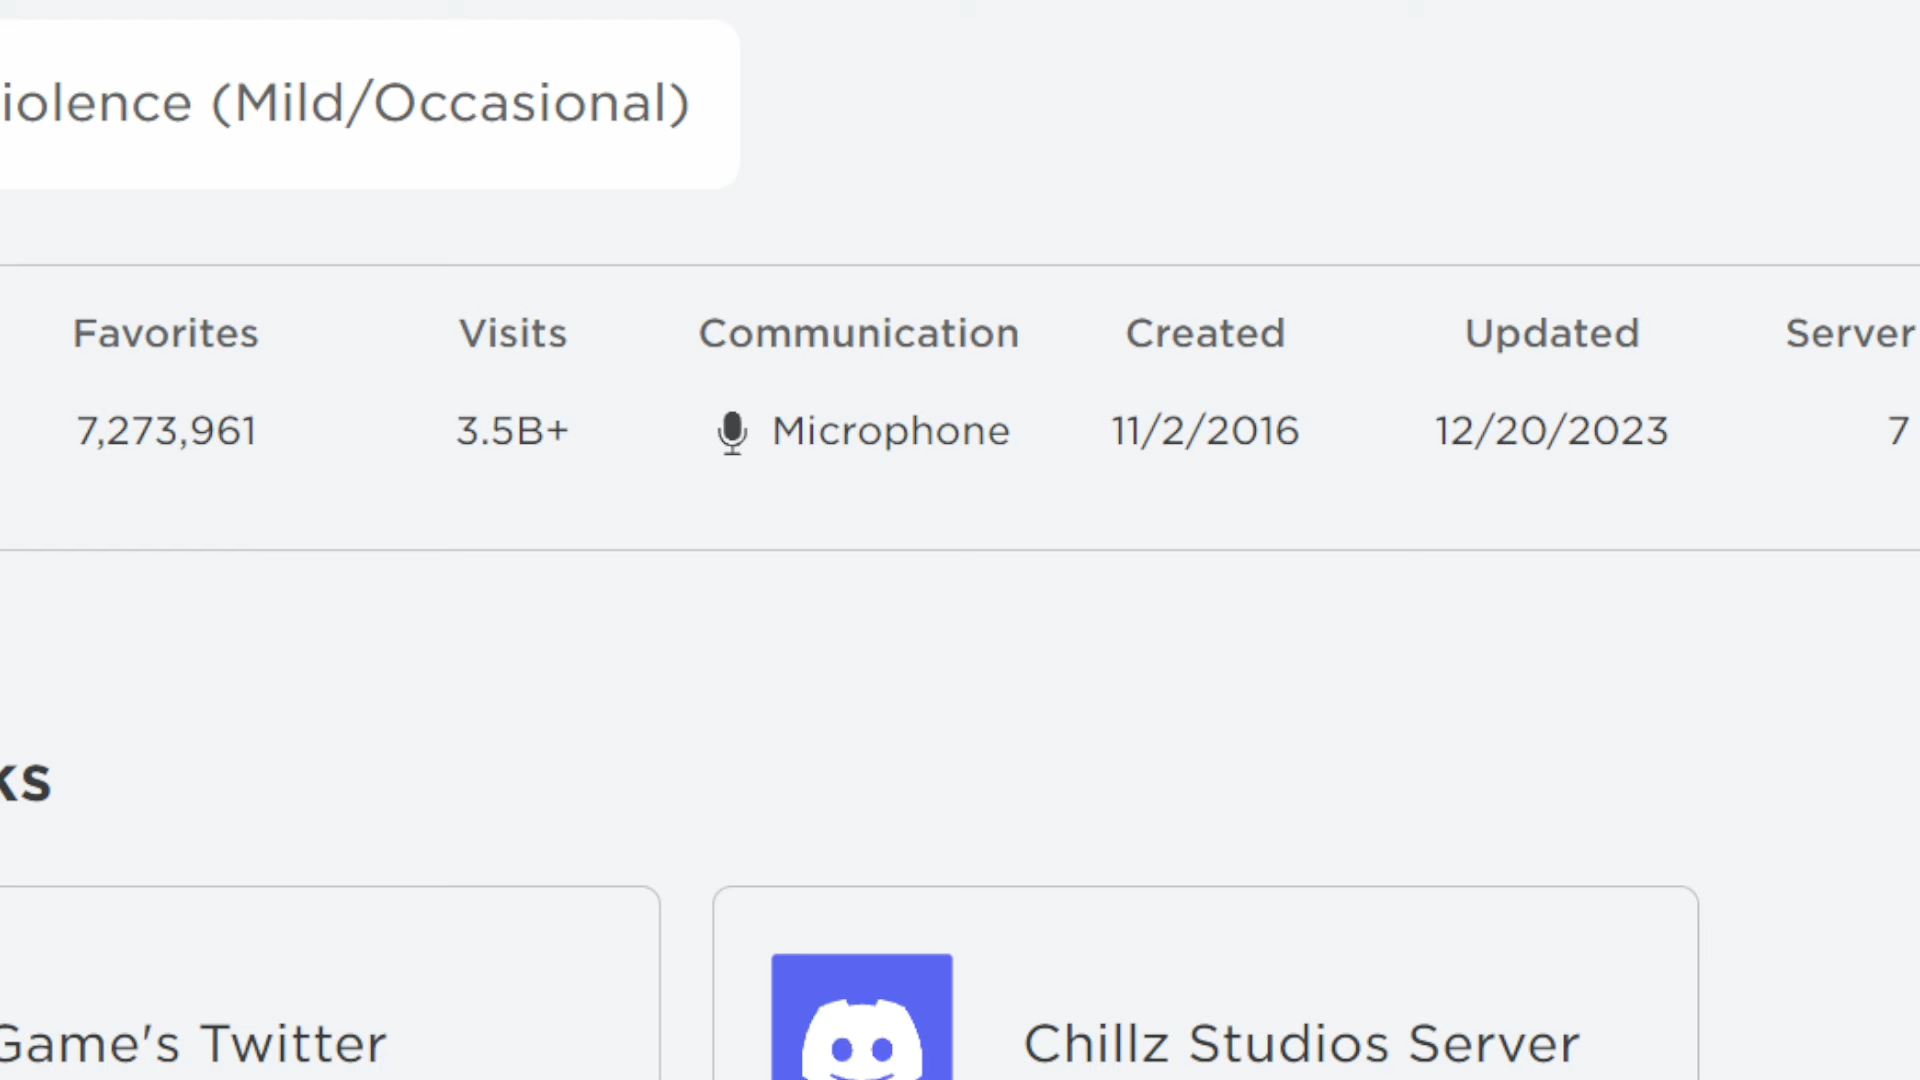 iolence (Mild/Occasional)
Favorites Visits Communication Created Updated Server
7,273,961 3.5B+ Microphone 11/2/2016 12/20/2023 7
ks
Game's Twitter Chillz Studios Server